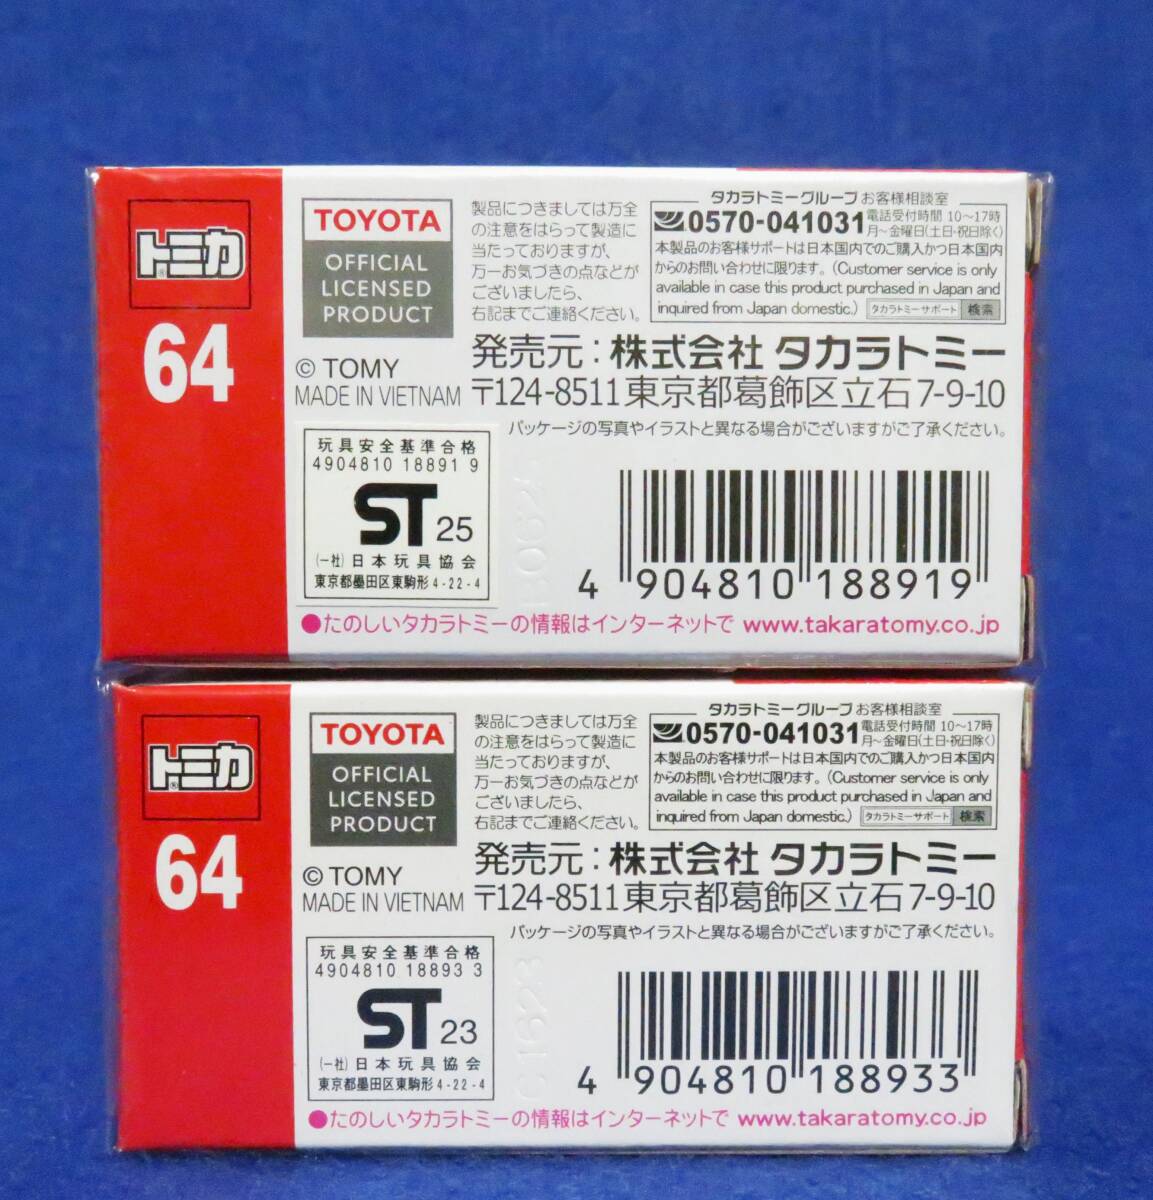 トミカ
64
TOYOTA
OFFICIAL
LICENSED
PRODUCT
© TOMY
MADE IN VIETNAM
製品につきましては万全
の注意をはらって製造に
当たっておりますが、
万一お気づきの点などが
ございましたら、
右記までご連絡ください。
タカラトミーグループ お客様相談室
0570-041031 電話受付時間 10〜17時
月〜金曜日(土日・祝日除く)
本製品のお客様サポートは日本国内でのご購入かつ日本国内
からのお問い合わせに限ります。(Customer service is only
available in case this product purchased in Japan and
inquired from Japan domestic.) タカラトミーサポート 検索
発売元：株式会社 タカラトミー
〒124-8511 東京都葛飾区立石 7-9-10
パッケージの写真やイラストと異なる場合がございますがご了承ください。
玩具安全基準合格
4904810 18891 9
ST 25
(一社)日本玩具協会
東京都墨田区東駒形4-22-4
4 904810 188919
●たのしいタカラトミーの情報はインターネットで www.takaratomy.co.jp
トミカ
64
TOYOTA
OFFICIAL
LICENSED
PRODUCT
© TOMY
MADE IN VIETNAM
製品につきましては万全
の注意をはらって製造に
当たっておりますが、
万一お気づきの点などが
ございましたら、
右記までご連絡ください。
タカラトミーグループ お客様相談室
0570-041031 電話受付時間 10〜17時
月〜金曜日(土日・祝日除く)
本製品のお客様サポートは日本国内でのご購入かつ日本国内
からのお問い合わせに限ります。(Customer service is only
available in case this product purchased in Japan and
inquired from Japan domestic.) タカラトミーサポート 検索
発売元：株式会社 タカラトミー
〒124-8511 東京都葛飾区立石 7-9-10
パッケージの写真やイラストと異なる場合がございますがご了承ください。
玩具安全基準合格
4904810 18893 3
ST 23
(一社)日本玩具協会
東京都墨田区東駒形4-22-4
4 904810 188933
●たのしいタカラトミーの情報はインターネットで www.takaratomy.co.jp